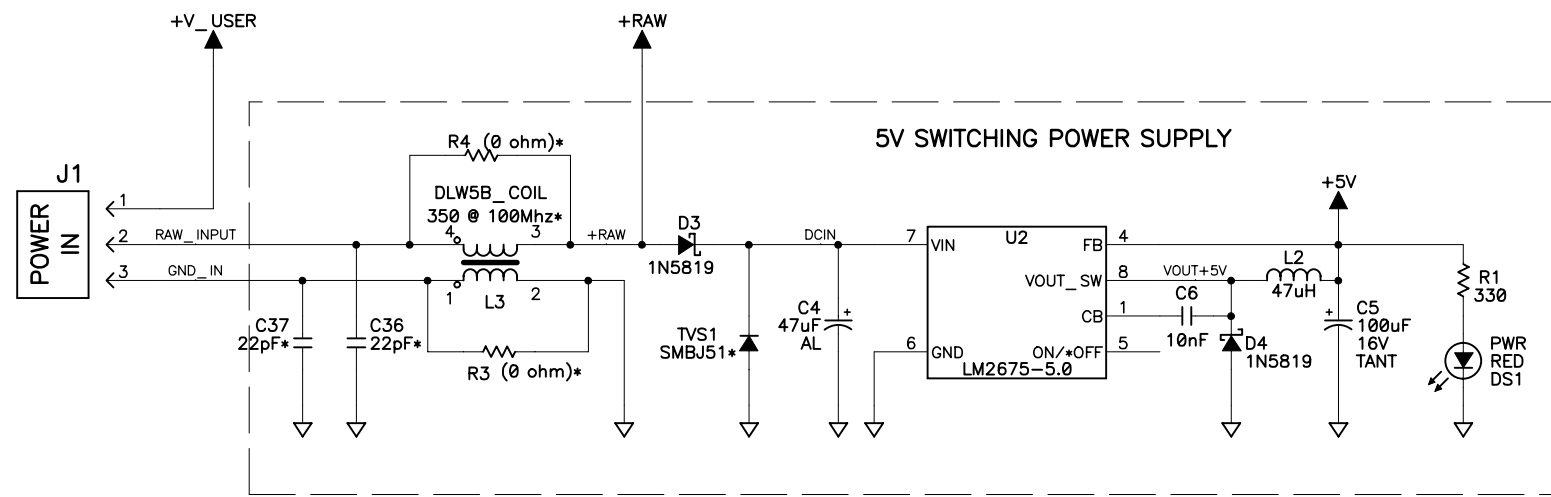 +V_USER
+RAW
5V SWITCHING POWER SUPPLY
R4 (0 ohm)*
J1
POWER
IN
1
2
3
RAW_INPUT
GND_IN
DLW5B_COIL
350 @ 100Mhz*
4
3
1
2
L3
+RAW
D3
1N5819
DCIN
7
VIN
U2
FB
4
VOUT_SW
8
VOUT+5V
CB
1
6
GND
ON/*OFF
5
LM2675-5.0
+5V
L2
47uH
C6
10nF
D4
1N5819
+
C5
100uF
16V
TANT
R1
330
PWR
RED
DS1
C37
22pF*
C36
22pF*
R3 (0 ohm)*
TVS1
SMBJ51*
C4
47uF
AL
+